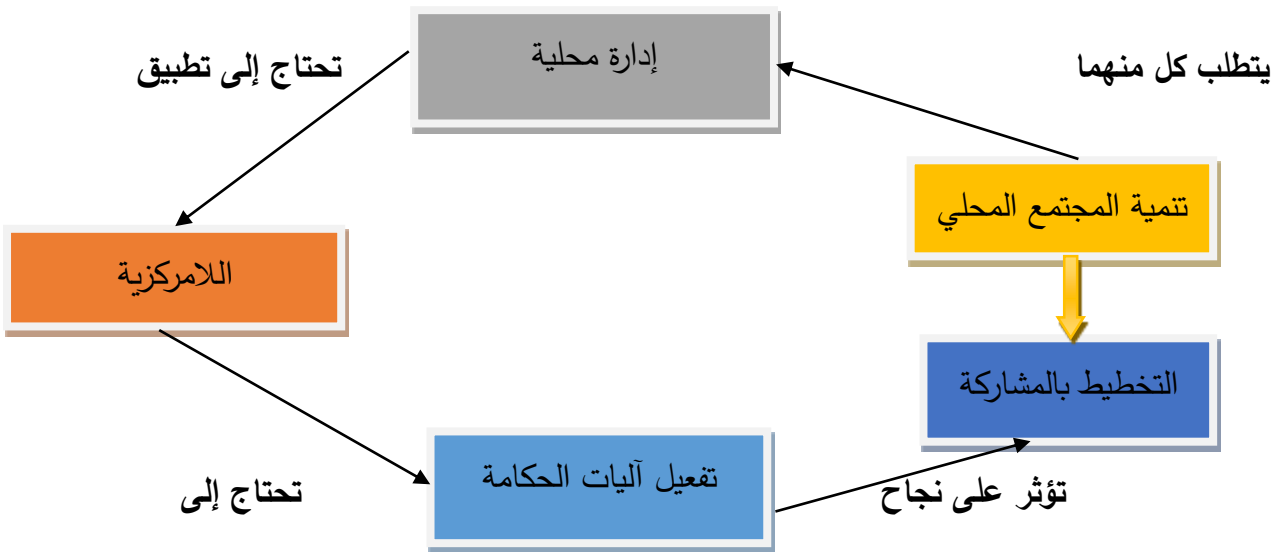 إدارة محلية
يتطلب كل منهما
تحتاج إلى تطبيق
تنمية المجتمع المحلي
اللامركزية
التخطيط بالمشاركة
تفعيل آليات الحكامة
تؤثر على نجاح
تحتاج إلى